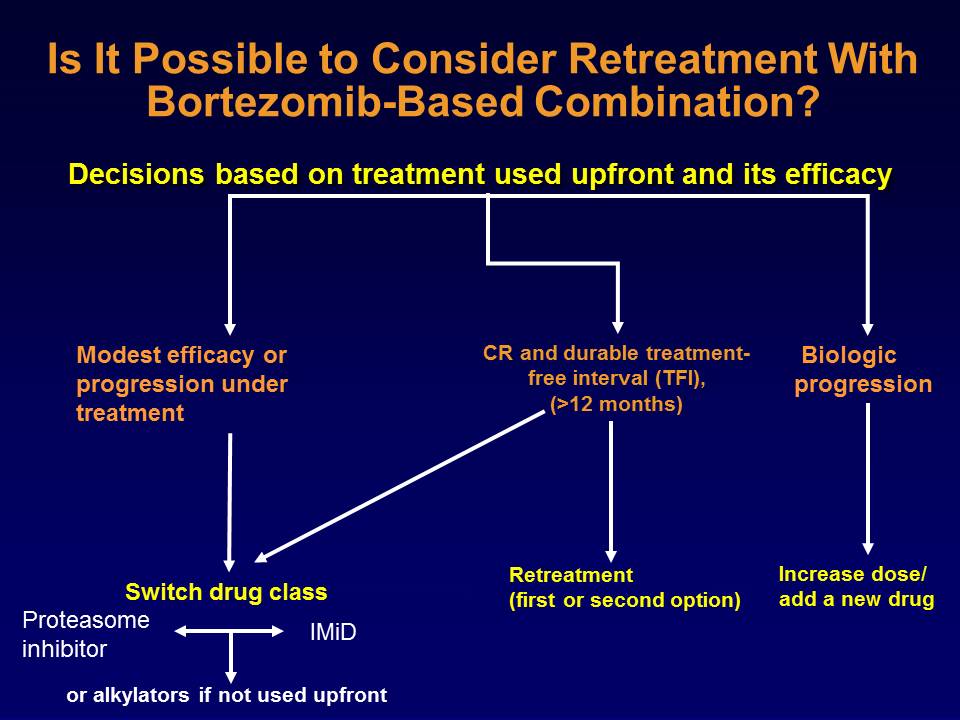 Is It Possible to Consider Retreatment With
Bortezomib-Based Combination?
Decisions based on treatment used upfront and its efficacy
Modest efficacy or
progression under
treatment
CR and durable treatment-
free interval (TFI),
(>12 months)
Biologic
progression
Switch drug class
Proteasome
inhibitor
IMiD
or alkylators if not used upfront
Retreatment
(first or second option)
Increase dose/
add a new drug